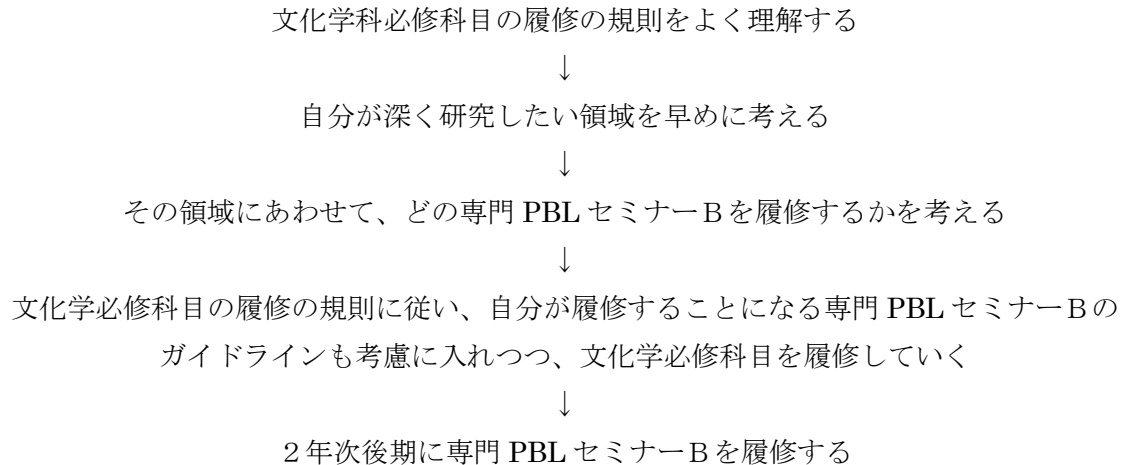 文化学科必修科目の履修の規則をよく理解する
↓
自分が深く研究したい領域を早めに考える
↓
その領域にあわせて、どの専門 PBL セミナーＢを履修するかを考える
↓
文化学必修科目の履修の規則に従い、自分が履修することになる専門 PBL セミナーＢの
ガイドラインも考慮に入れつつ、文化学必修科目を履修していく
↓
２年次後期に専門 PBL セミナーＢを履修する